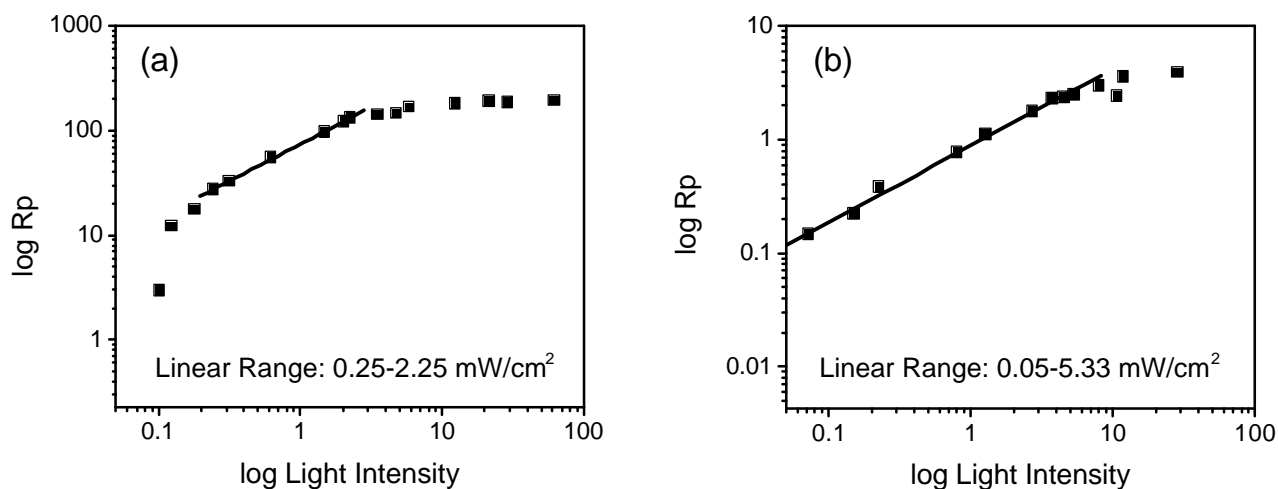 (a)
1000
100
10
1
log Rp
0.1 1 10 100
log Light Intensity
Linear Range: 0.25-2.25 mW/cm²
(b)
10
1
0.1
0.01
log Rp
0.1 1 10 100
log Light Intensity
Linear Range: 0.05-5.33 mW/cm²